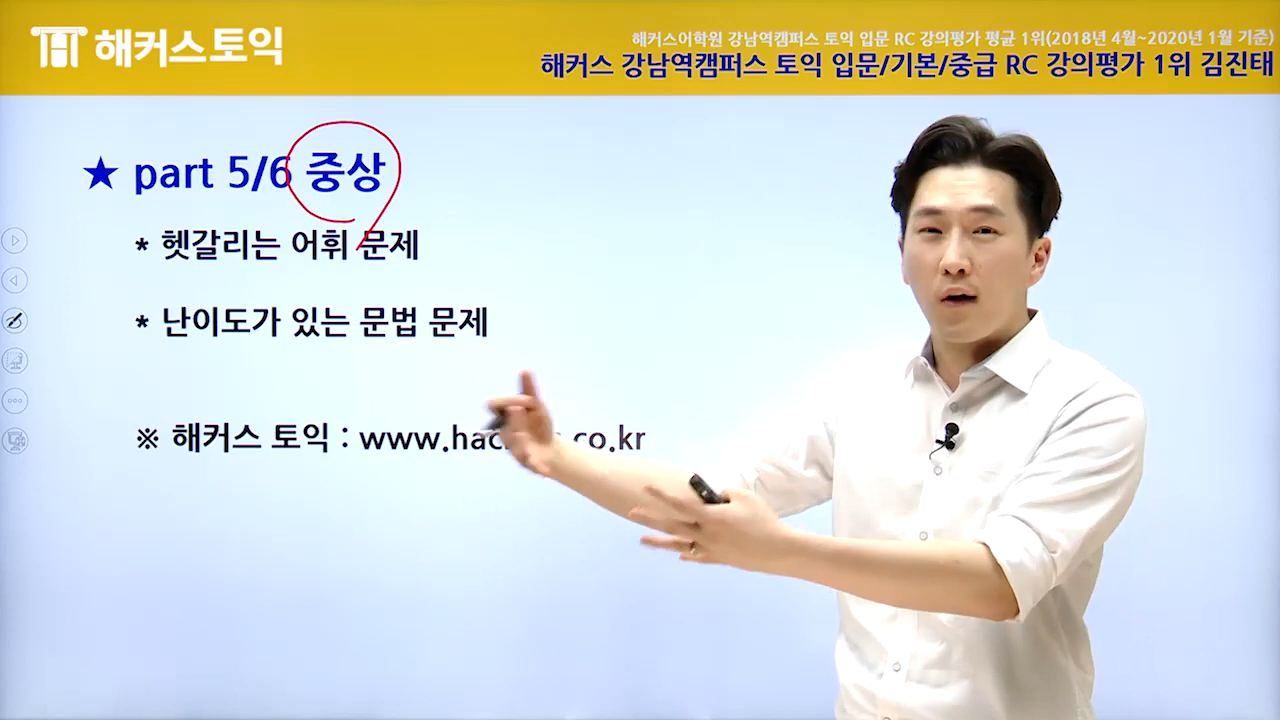 해커스토익
해커스어학원 강남역캠퍼스 토익 입문 RC 강의평가 평균 1위(2018년 4월~2020년 1월 기준)
해커스 강남역캠퍼스 토익 입문/기본/중급 RC 강의평가 1위 김진태
★ part 5/6 중상
* 헷갈리는 어휘 문제
* 난이도가 있는 문법 문제
※ 해커스 토익 : .co.kr